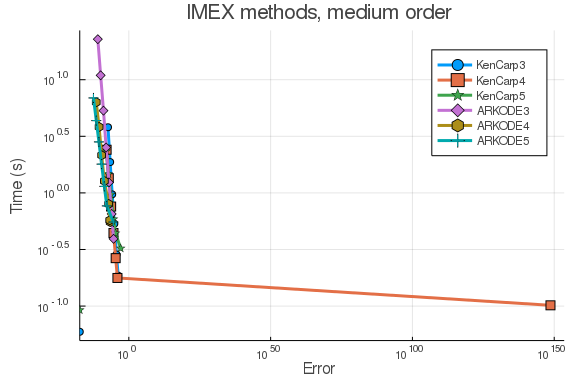 IMEX methods, medium order
KenCarp3
KenCarp4
KenCarp5
ARKODE3
ARKODE4
ARKODE5
Time (s)
10^1.0
10^0.5
10^0.0
10^-0.5
10^-1.0
10^0
10^50
10^100
10^150
Error